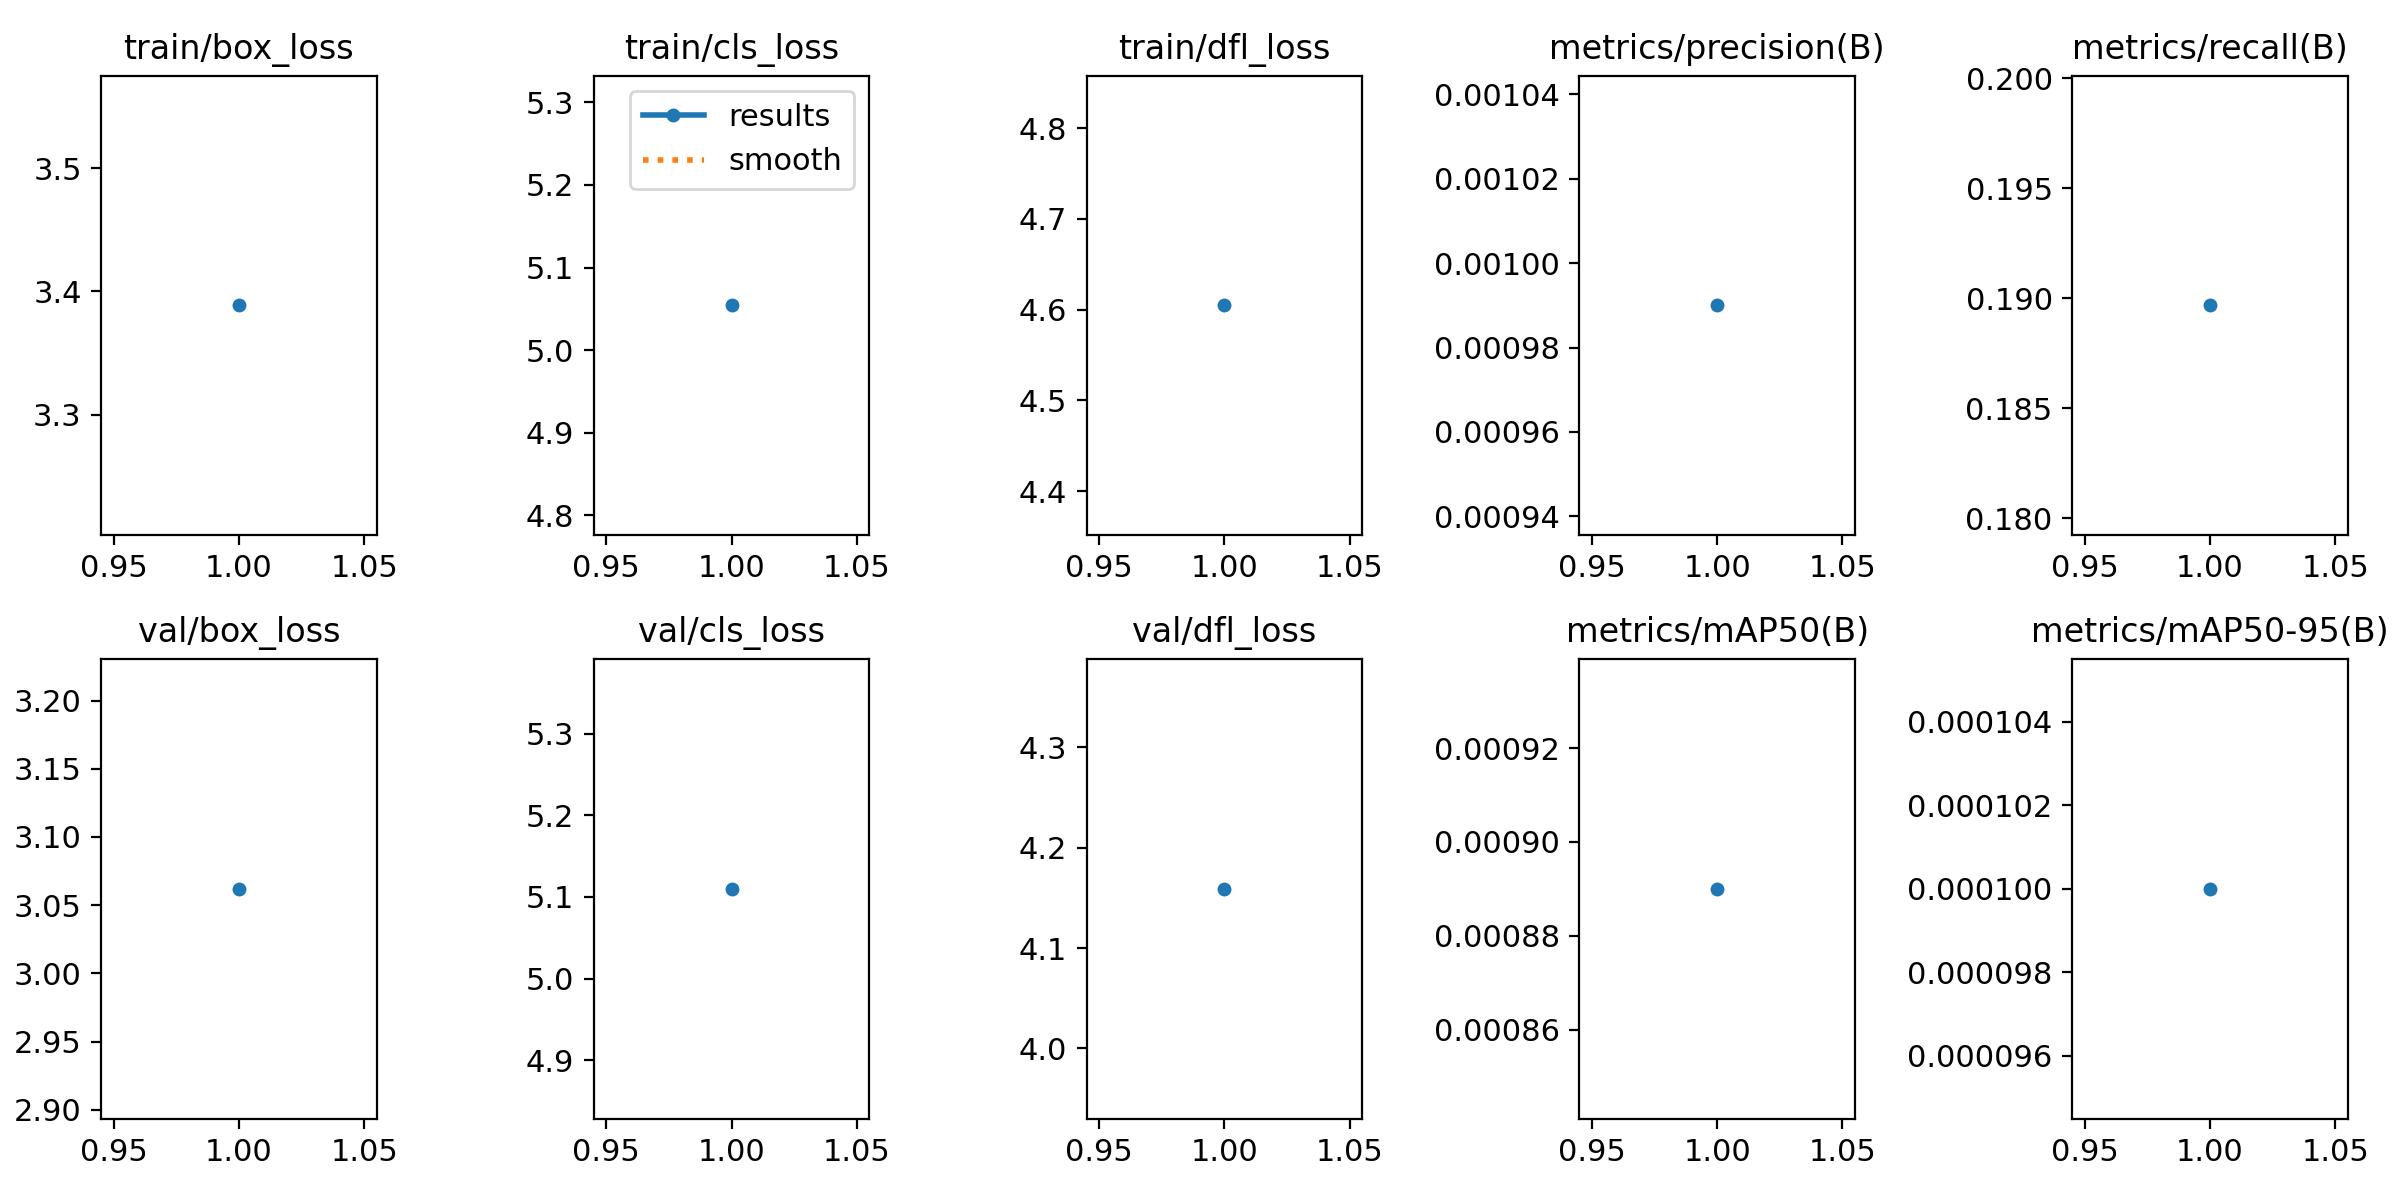 train/box_loss
3.5
3.4
3.3
0.95 1.00 1.05
train/cls_loss
results
smooth
5.3
5.2
5.1
5.0
4.9
4.8
0.95 1.00 1.05
train/dfl_loss
4.8
4.7
4.6
4.5
4.4
0.95 1.00 1.05
metrics/precision(B)
0.00104
0.00102
0.00100
0.00098
0.00096
0.00094
0.95 1.00 1.05
metrics/recall(B)
0.200
0.195
0.190
0.185
0.180
0.95 1.00 1.05
val/box_loss
3.20
3.15
3.10
3.05
3.00
2.95
2.90
0.95 1.00 1.05
val/cls_loss
5.3
5.2
5.1
5.0
4.9
0.95 1.00 1.05
val/dfl_loss
4.3
4.2
4.1
4.0
0.95 1.00 1.05
metrics/mAP50(B)
0.00092
0.00090
0.00088
0.00086
0.95 1.00 1.05
metrics/mAP50-95(B)
0.000104
0.000102
0.000100
0.000098
0.000096
0.95 1.00 1.05